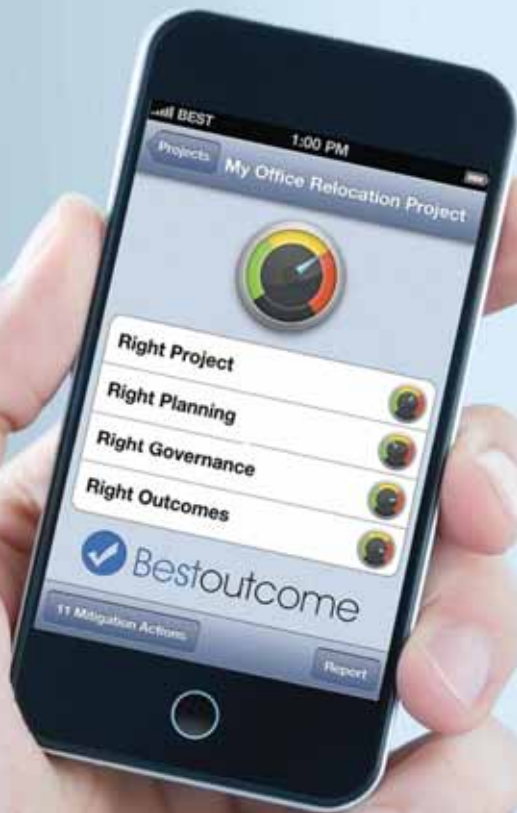 BEST
1:00 PM
Projects
My Office Relocation Project
Right Project
Right Planning
Right Governance
Right Outcomes
Bestoutcome
11 Mitigation Actions
Report